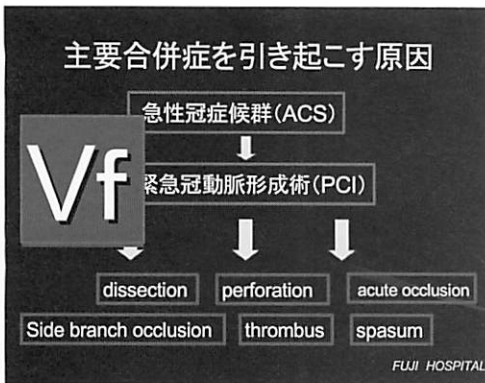 主要合併症を引き起こす原因
急性冠症候群(ACS)
Vf
緊急冠動脈形成術(PCI)
dissection perforation acute occlusion
Side branch occlusion thrombus spasum
FUJI HOSPITAL